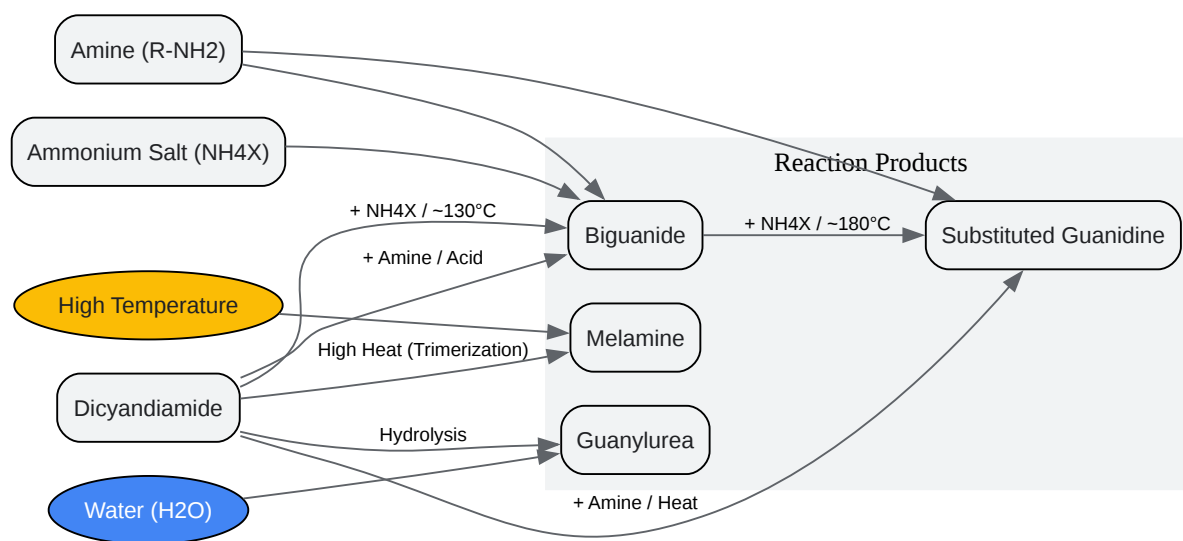 Amine (R-NH2)
Ammonium Salt (NH4X)
Reaction Products
+ NH4X / ~130°C
+ NH4X / ~180°C
Biguanide
Substituted Guanidine
+ Amine / Acid
High Temperature
Melamine
High Heat (Trimerization)
Dicyandiamide
Hydrolysis
Guanylurea
Water (H2O)
+ Amine / Heat